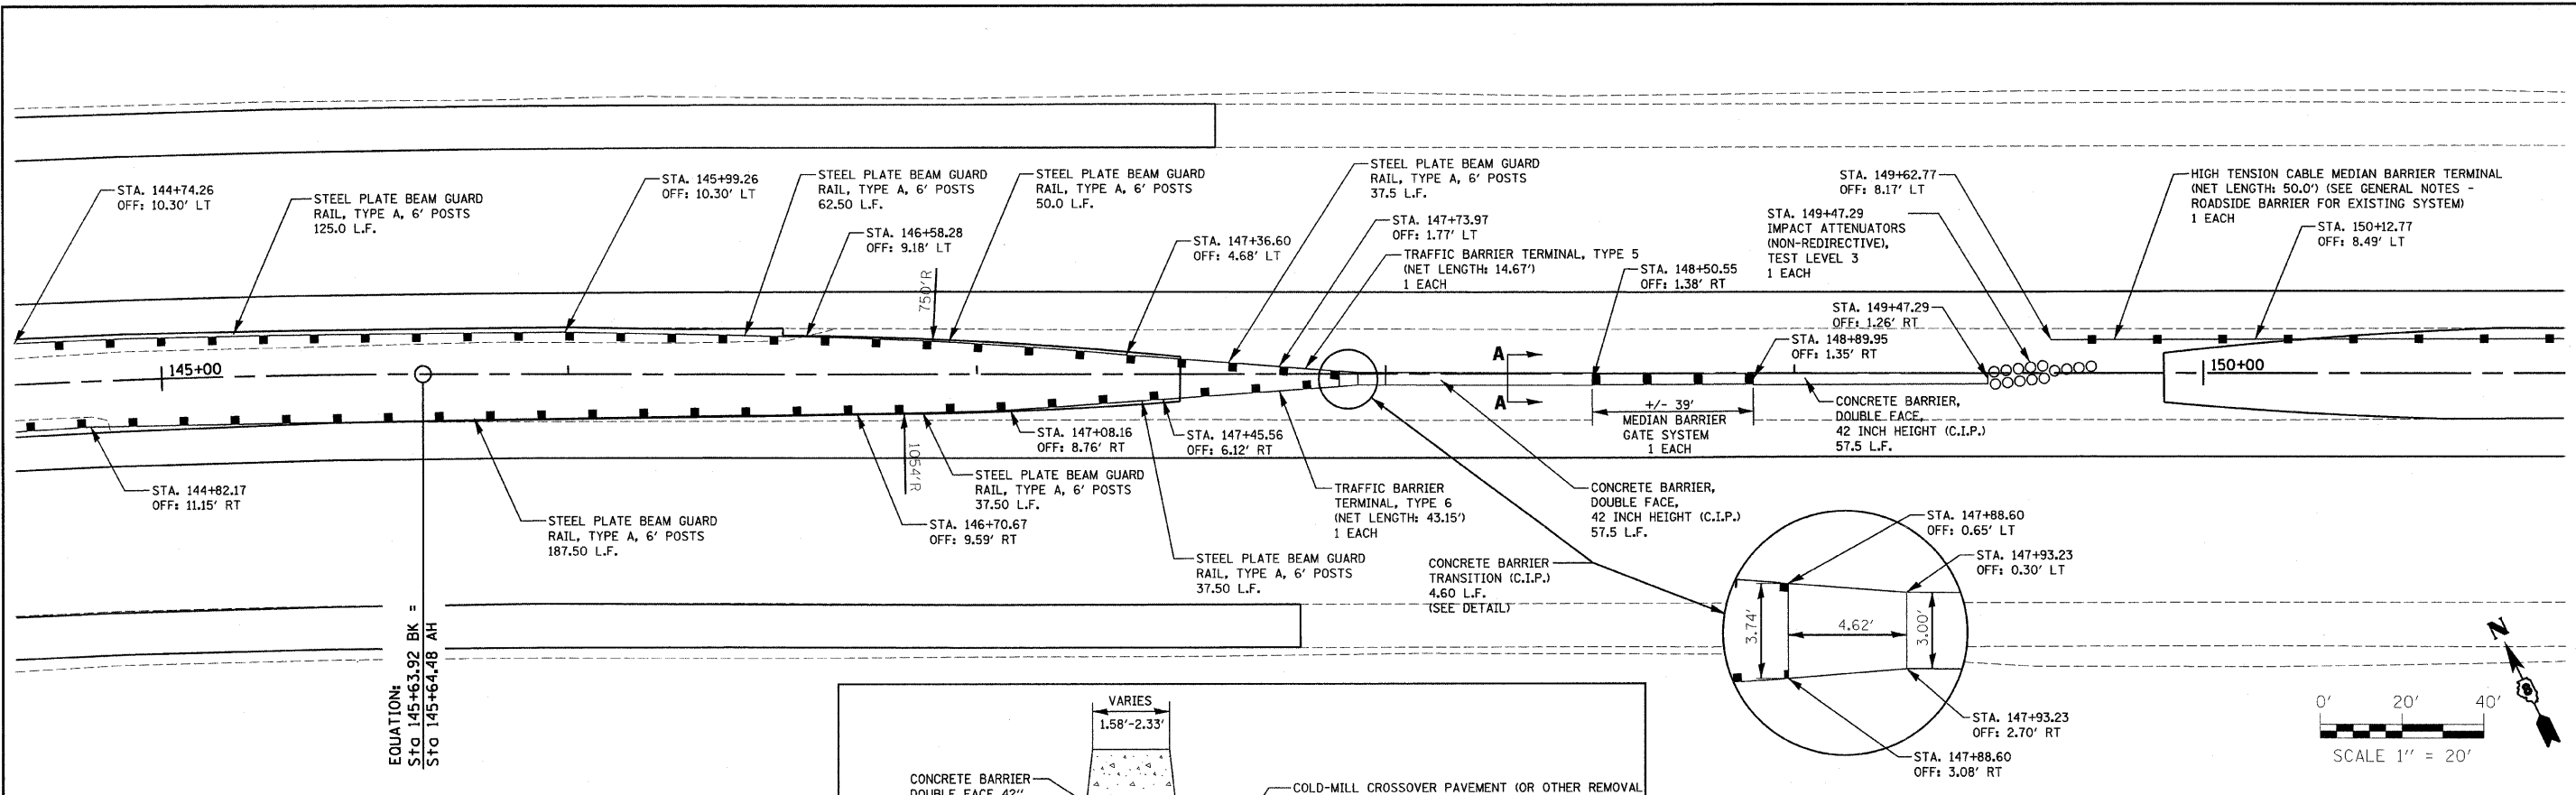 STA. 144+74.26
OFF: 10.30' LT
STEEL PLATE BEAM GUARD
RAIL, TYPE A, 6' POSTS
125.0 L.F.
STA. 145+99.26
OFF: 10.30' LT
STEEL PLATE BEAM GUARD
RAIL, TYPE A, 6' POSTS
62.50 L.F.
STA. 146+58.28
OFF: 9.18' LT
STEEL PLATE BEAM GUARD
RAIL, TYPE A, 6' POSTS
50.0 L.F.
750'R
STA. 147+36.60
OFF: 4.68' LT
STEEL PLATE BEAM GUARD
RAIL, TYPE A, 6' POSTS
37.5 L.F.
STA. 147+73.97
OFF: 1.77' LT
TRAFFIC BARRIER TERMINAL, TYPE 5
(NET LENGTH: 14.67')
1 EACH
STA. 148+50.55
OFF: 1.38' RT
STA. 149+62.77
OFF: 8.17' LT
STA. 149+47.29
IMPACT ATTENUATORS
(NON-REDIRECTIVE),
TEST LEVEL 3
1 EACH
HIGH TENSION CABLE MEDIAN BARRIER TERMINAL
(NET LENGTH: 50.0') (SEE GENERAL NOTES -
ROADSIDE BARRIER FOR EXISTING SYSTEM)
1 EACH
STA. 150+12.77
OFF: 8.49' LT
STA. 149+47.29
OFF: 1.26' RT
STA. 148+89.95
OFF: 1.35' RT
145+00
150+00
A
A
+/- 39'
MEDIAN BARRIER
GATE SYSTEM
1 EACH
CONCRETE BARRIER,
DOUBLE FACE,
42 INCH HEIGHT (C.I.P.)
57.5 L.F.
STA. 144+82.17
OFF: 11.15' RT
STEEL PLATE BEAM GUARD
RAIL, TYPE A, 6' POSTS
187.50 L.F.
STA. 146+70.67
OFF: 9.59' RT
1054'R
STEEL PLATE BEAM GUARD
RAIL, TYPE A, 6' POSTS
37.50 L.F.
STA. 147+08.16
OFF: 8.76' RT
STA. 147+45.56
OFF: 6.12' RT
STEEL PLATE BEAM GUARD
RAIL, TYPE A, 6' POSTS
37.50 L.F.
TRAFFIC BARRIER
TERMINAL, TYPE 6
(NET LENGTH: 43.15')
1 EACH
CONCRETE BARRIER,
DOUBLE FACE,
42 INCH HEIGHT (C.I.P.)
57.5 L.F.
CONCRETE BARRIER
TRANSITION (C.I.P.)
4.60 L.F.
(SEE DETAIL)
STA. 147+88.60
OFF: 0.65' LT
STA. 147+93.23
OFF: 0.30' LT
3.74'
4.62'
3.00'
STA. 147+93.23
OFF: 2.70' RT
STA. 147+88.60
OFF: 3.08' RT
EQUATION:
Sta 145+63.92 BK =
Sta 145+64.48 AH
VARIES
1.58'-2.33'
CONCRETE BARRIER
DOUBLE FACE 42"
COLD-MILL CROSSOVER PAVEMENT (OR OTHER REMOVAL
N
8
0' 20' 40'
SCALE 1" = 20'